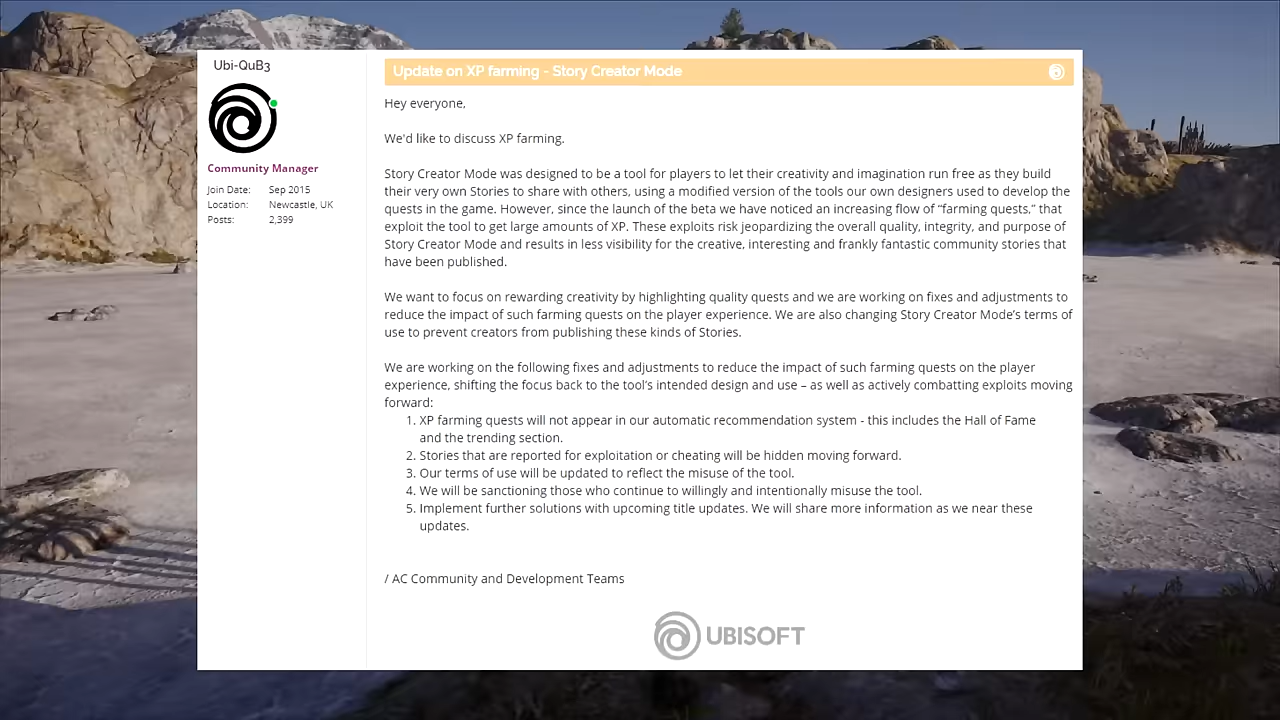 Ubi-QuB3
Community Manager
Join Date: Sep 2015
Location: Newcastle, UK
Posts: 2,399
Update on XP farming - Story Creator Mode
Hey everyone,
We'd like to discuss XP farming.
Story Creator Mode was designed to be a tool for players to let their creativity and imagination run free as they build
their very own Stories to share with others, using a modified version of the tools our own designers used to develop the
quests in the game. However, since the launch of the beta we have noticed an increasing flow of “farming quests,” that
exploit the tool to get large amounts of XP. These exploits risk jeopardizing the overall quality, integrity, and purpose of
Story Creator Mode and results in less visibility for the creative, interesting and frankly fantastic community stories that
have been published.
We want to focus on rewarding creativity by highlighting quality quests and we are working on fixes and adjustments to
reduce the impact of such farming quests on the player experience. We are also changing Story Creator Mode’s terms of
use to prevent creators from publishing these kinds of Stories.
We are working on the following fixes and adjustments to reduce the impact of such farming quests on the player
experience, shifting the focus back to the tool’s intended design and use – as well as actively combatting exploits moving
forward:
1. XP farming quests will not appear in our automatic recommendation system - this includes the Hall of Fame
and the trending section.
2. Stories that are reported for exploitation or cheating will be hidden moving forward.
3. Our terms of use will be updated to reflect the misuse of the tool.
4. We will be sanctioning those who continue to willingly and intentionally misuse the tool.
5. Implement further solutions with upcoming title updates. We will share more information as we near these
updates.
/ AC Community and Development Teams
UBISOFT